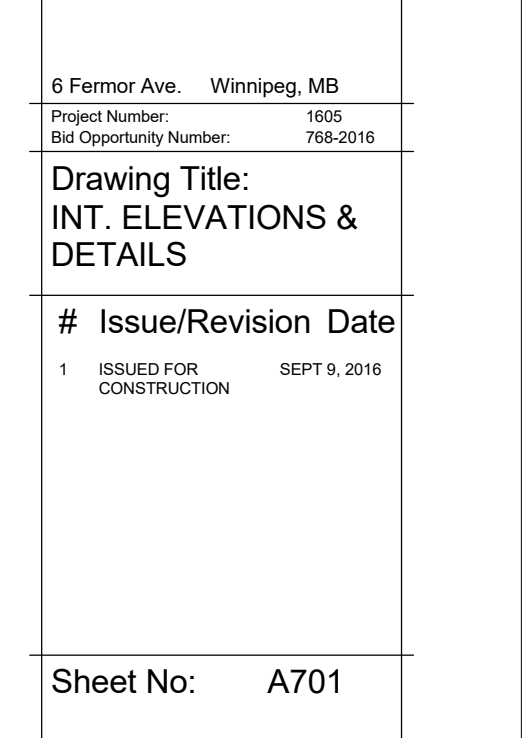 6 Fermor Ave. Winnipeg, MB
Project Number: 1605
Bid Opportunity Number: 768-2016
Drawing Title:
INT. ELEVATIONS &
DETAILS
# Issue/Revision Date
1 ISSUED FOR SEPT 9, 2016
CONSTRUCTION
Sheet No: A701